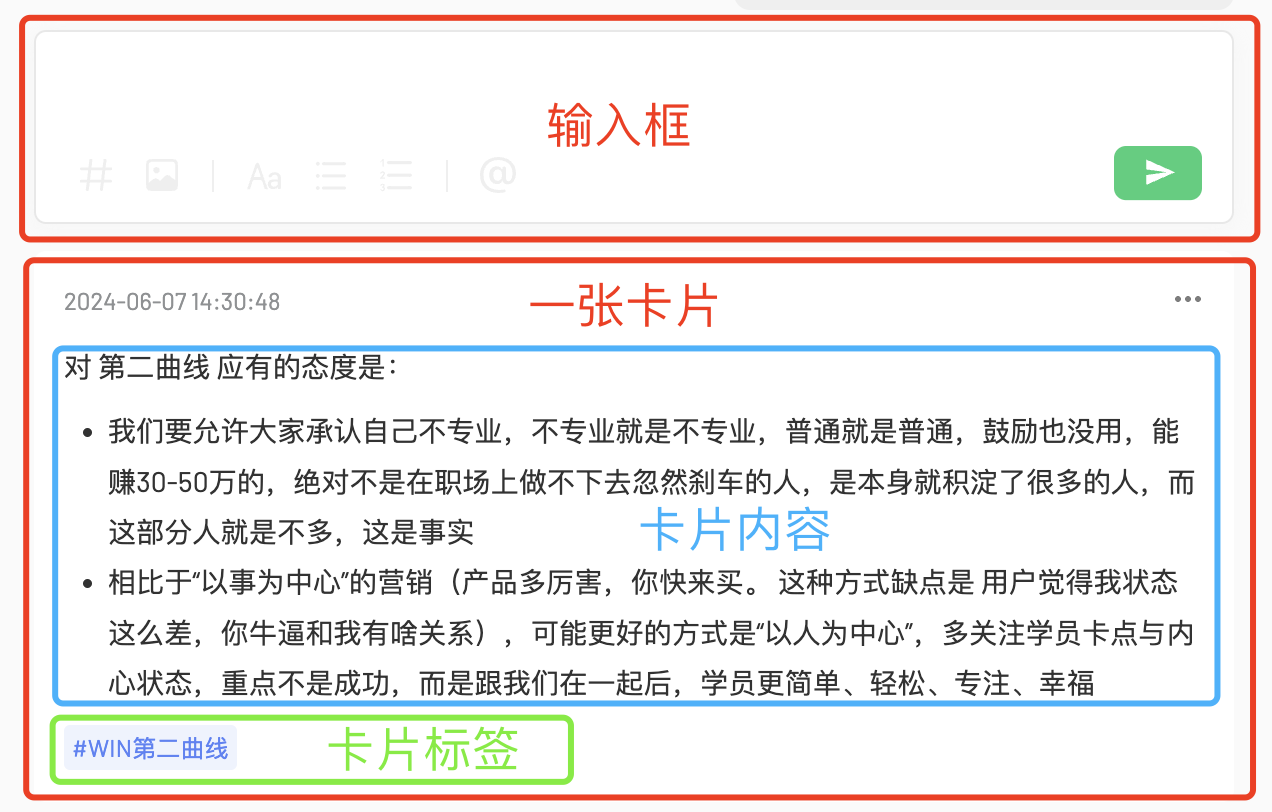 输入框
# Aa @
2024-06-07 14:30:48
一张卡片
对 第二曲线 应有的态度是：
• 我们要允许大家承认自己不专业，不专业就是不专业，普通就是普通，鼓励也没用，能
赚30-50万的，绝对不是在职场上做不下去忽然刹车的人，是本身就积淀了很多的人，而
这部分人就是不多，这是事实
卡片内容
• 相比于“以事为中心”的营销（产品多厉害，你快来买。 这种方式缺点是 用户觉得我状态
这么差，你牛逼和我有啥关系），可能更好的方式是“以人为中心”，多关注学员卡点与内
心状态，重点不是成功，而是跟我们在一起后，学员更简单、轻松、专注、幸福
#WIN第二曲线
卡片标签